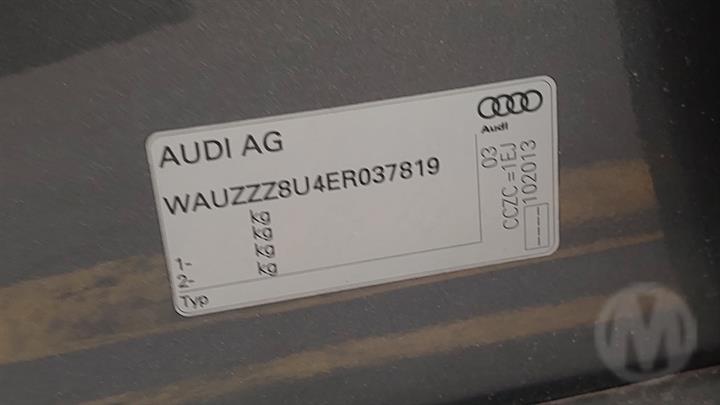 AUDI AG
Audi
WAUZZZ8U4ER037819
kg
kg
kg
kg
1-
2-
Typ
03
CCZC =1EJ
102013
----
M